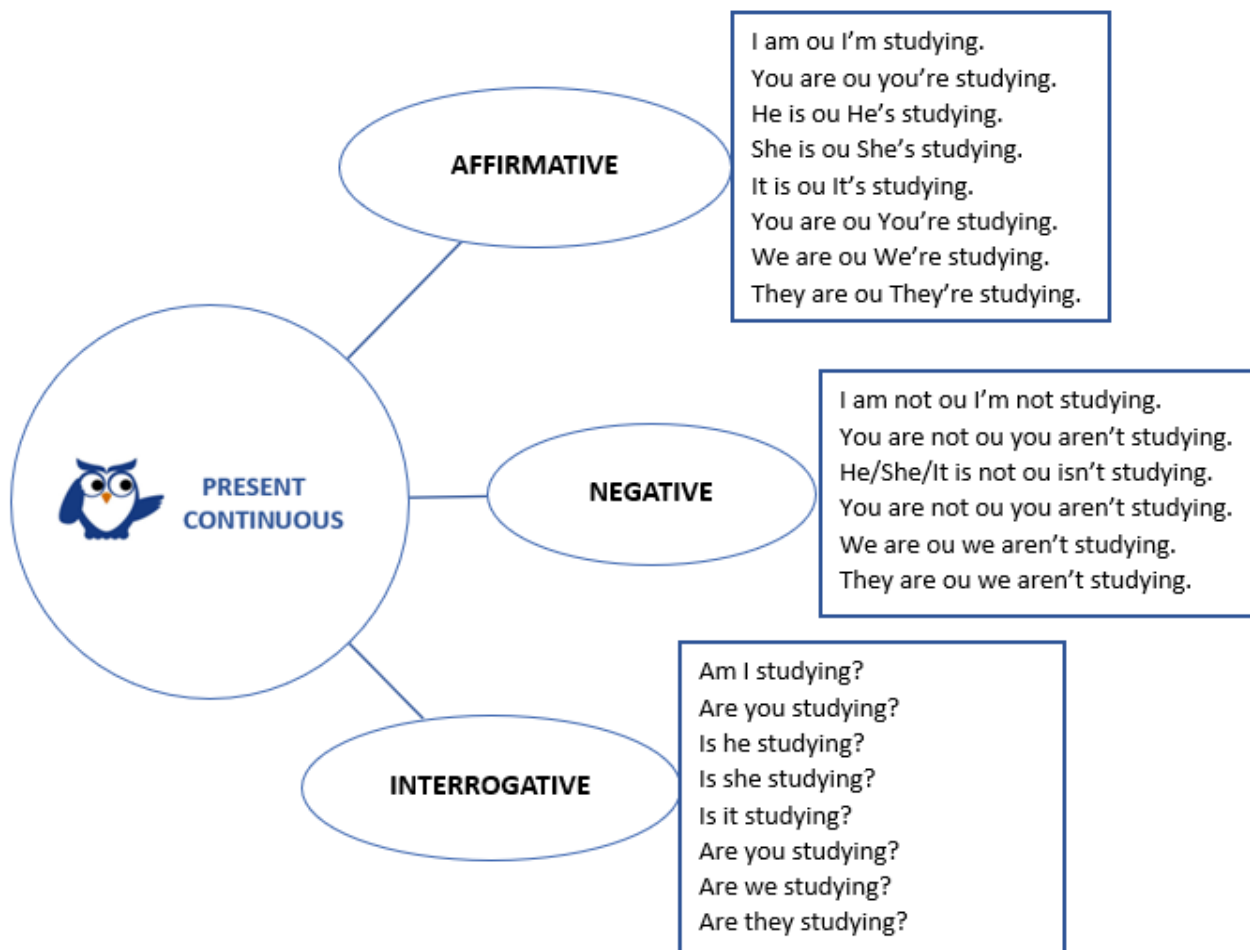 PRESENT
CONTINUOUS
AFFIRMATIVE
I am ou I’m studying.
You are ou you’re studying.
He is ou He’s studying.
She is ou She’s studying.
It is ou It’s studying.
You are ou You’re studying.
We are ou We’re studying.
They are ou They’re studying.
NEGATIVE
I am not ou I’m not studying.
You are not ou you aren’t studying.
He/She/It is not ou isn’t studying.
You are not ou you aren’t studying.
We are ou we aren’t studying.
They are ou we aren’t studying.
INTERROGATIVE
Am I studying?
Are you studying?
Is he studying?
Is she studying?
Is it studying?
Are you studying?
Are we studying?
Are they studying?